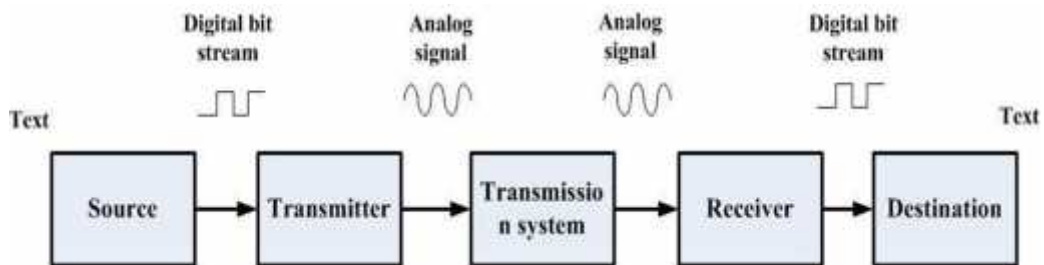 Digital bit
stream
Analog
signal
Analog
signal
Digital bit
stream
Text
Text
Source
Transmitter
Transmissio
n system
Receiver
Destination